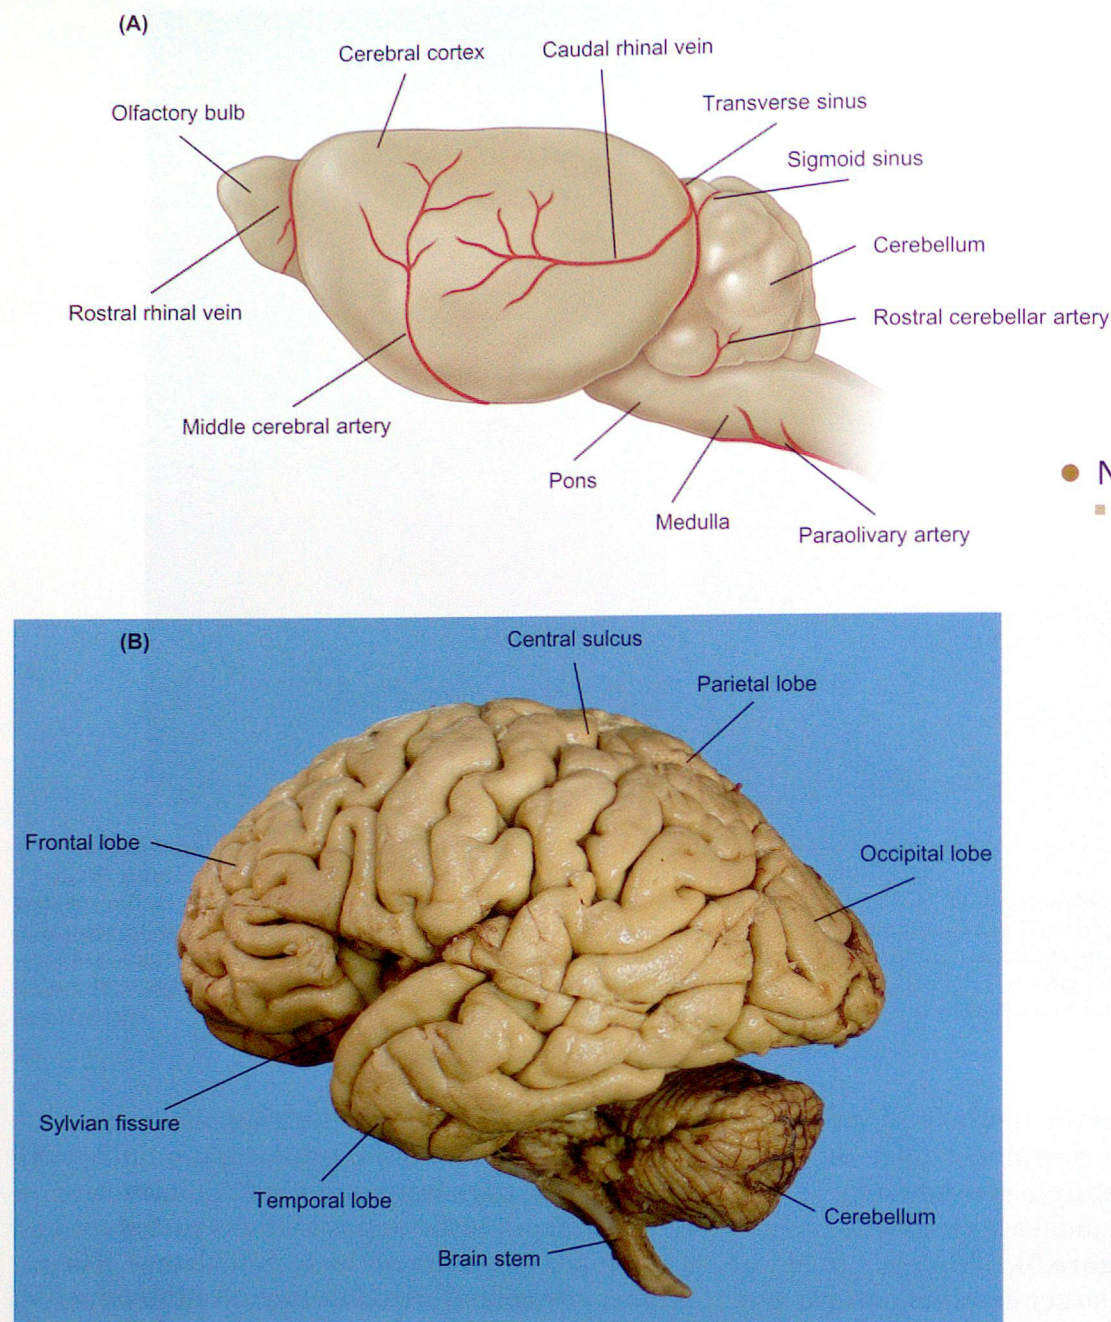 (A)
Cerebral cortex
Caudal rhinal vein
Transverse sinus
Olfactory bulb
Sigmoid sinus
Cerebellum
Rostral rhinal vein
Rostral cerebellar artery
Middle cerebral artery
Pons
Medulla
Paraolivary artery
(B)
Central sulcus
Parietal lobe
Frontal lobe
Occipital lobe
Sylvian fissure
Temporal lobe
Cerebellum
Brain stem